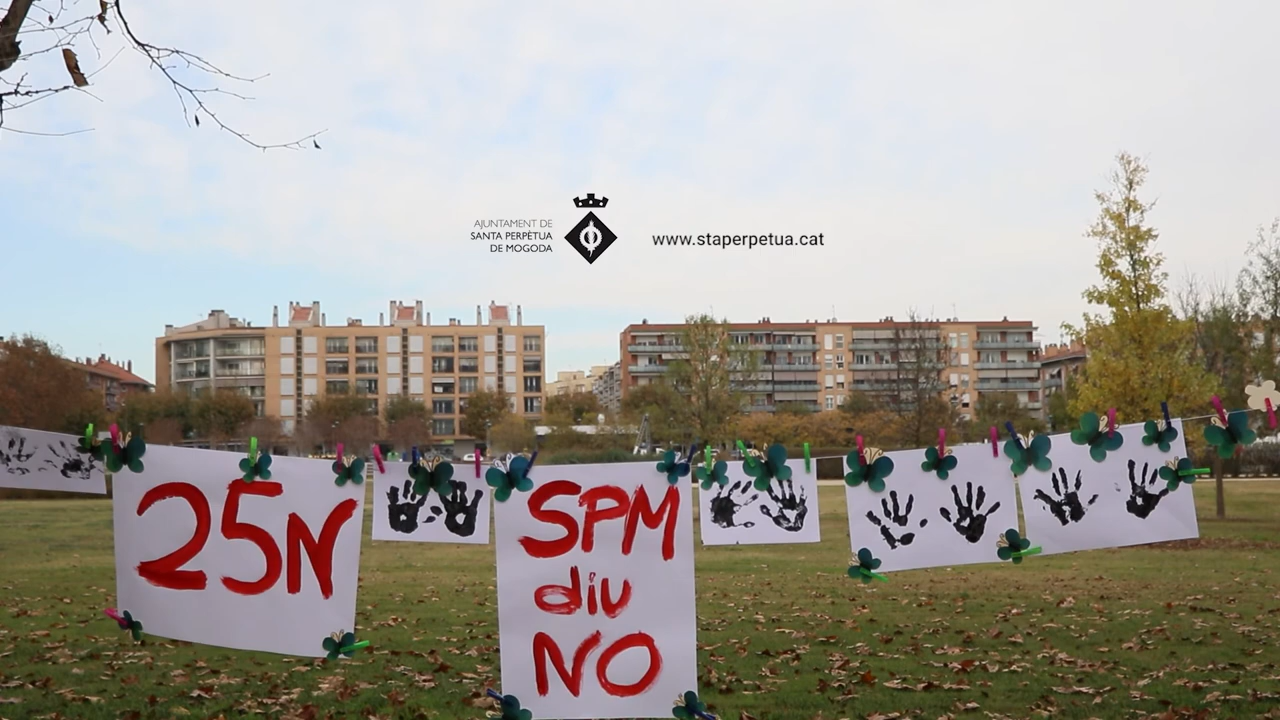 AJUNTAMENT DE
SANTA PERPÈTUA
DE MOGODA
www.staperpetua.cat
25N
SPM
diu
NO